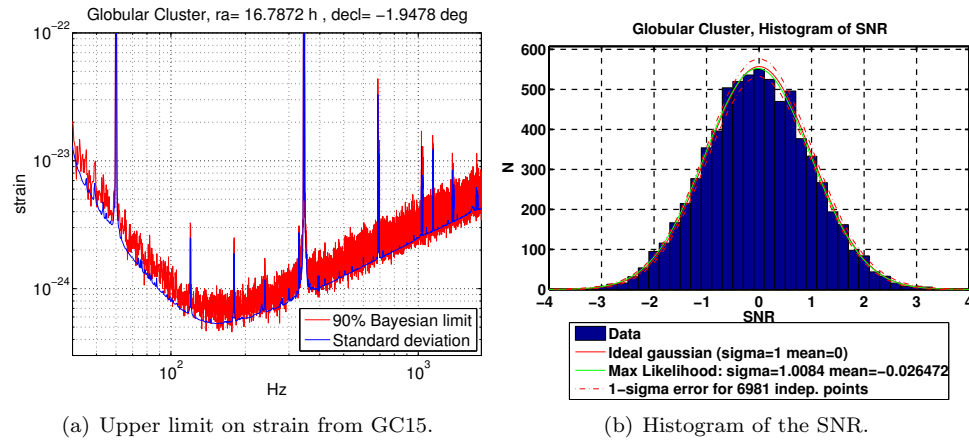 Globular Cluster, ra= 16.7872 h , decl= −1.9478 deg
10^−22
10^−23
10^−24
strain
90% Bayesian limit
Standard deviation
10^2
10^3
Hz
(a) Upper limit on strain from GC15.
Globular Cluster, Histogram of SNR
600
500
400
300
200
100
0
N
−4 −3 −2 −1 0 1 2 3 4
SNR
Data
Ideal gaussian (sigma=1 mean=0)
Max Likelihood: sigma=1.0084 mean=−0.026472
1-sigma error for 6981 indep. points
(b) Histogram of the SNR.